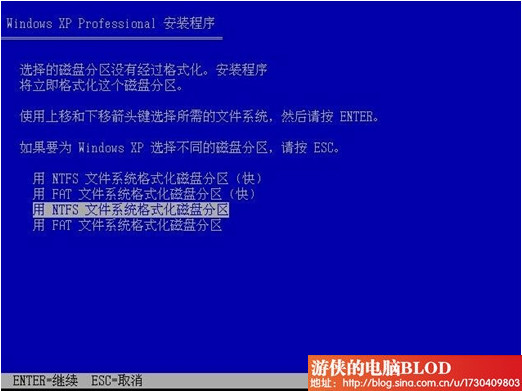 Windows XP Professional 安装程序
选择的磁盘分区没有经过格式化。安装程序
将立即格式化这个磁盘分区。
使用上移和下移箭头键选择所需的文件系统，然后请按 ENTER。
如果要为 Windows XP 选择不同的磁盘分区，请按 ESC。
用 NTFS 文件系统格式化磁盘分区（快）
用 FAT 文件系统格式化磁盘分区（快）
用 NTFS 文件系统格式化磁盘分区
用 FAT 文件系统格式化磁盘分区
ENTER=继续 ESC=取消
游侠的电脑BLOD
地址：http://blog.sina.com.cn/u/1730409803